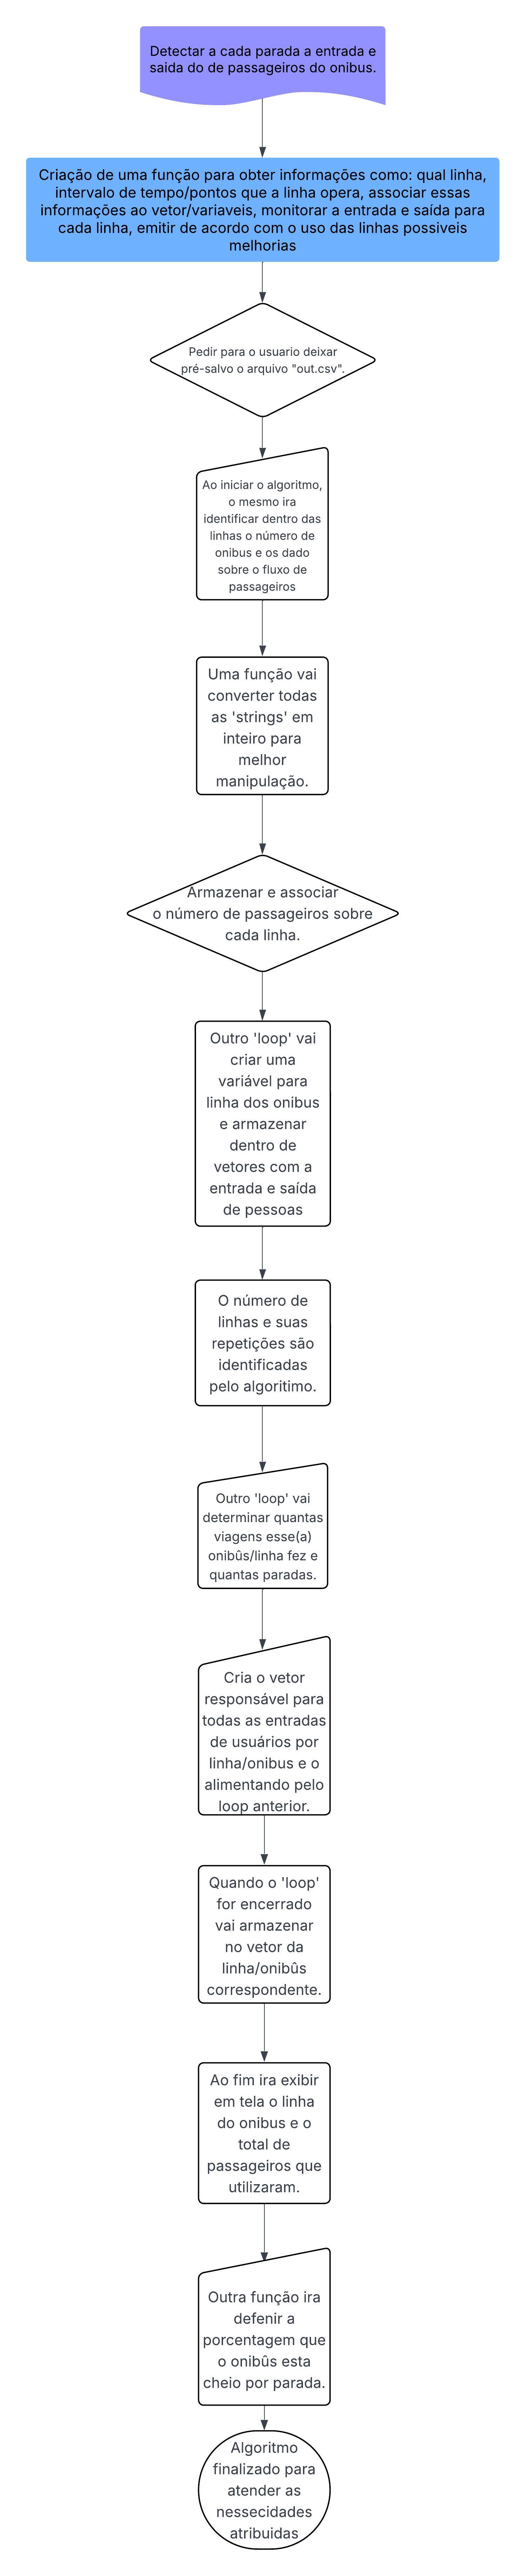 Detectar a cada parada a entrada e
saida do de passageiros do onibus.
Criação de uma função para obter informações como: qual linha,
intervalo de tempo/pontos que a linha opera, associar essas
informações ao vetor/variaveis, monitorar a entrada e saída para
cada linha, emitir de acordo com o uso das linhas possiveis
melhorias
Pedir para o usuario deixar
pré-salvo o arquivo "out.csv".
Ao iniciar o algoritmo,
o mesmo ira
identificar dentro das
linhas o número de
onibus e os dado
sobre o fluxo de
passageiros
Uma função vai
converter todas
as 'strings' em
inteiro para
melhor
manipulação.
Armazenar e associar
o número de passageiros sobre
cada linha.
Outro 'loop' vai
criar uma
variável para
linha dos onibus
e armazenar
dentro de
vetores com a
entrada e saída
de pessoas
O número de
linhas e suas
repetições são
identificadas
pelo algoritimo.
Outro 'loop' vai
determinar quantas
viagens esse(a)
onibûs/linha fez e
quantas paradas.
Cria o vetor
responsável para
todas as entradas
de usuários por
linha/onibus e o
alimentando pelo
loop anterior.
Quando o 'loop'
for encerrado
vai armazenar
no vetor da
linha/onibûs
correspondente.
Ao fim ira exibir
em tela o linha
do onibus e o
total de
passageiros que
utilizaram.
Outra função ira
defenir a
porcentagem que
o onibûs esta
cheio por parada.
Algoritmo
finalizado para
atender as
nessecidades
atribuidas